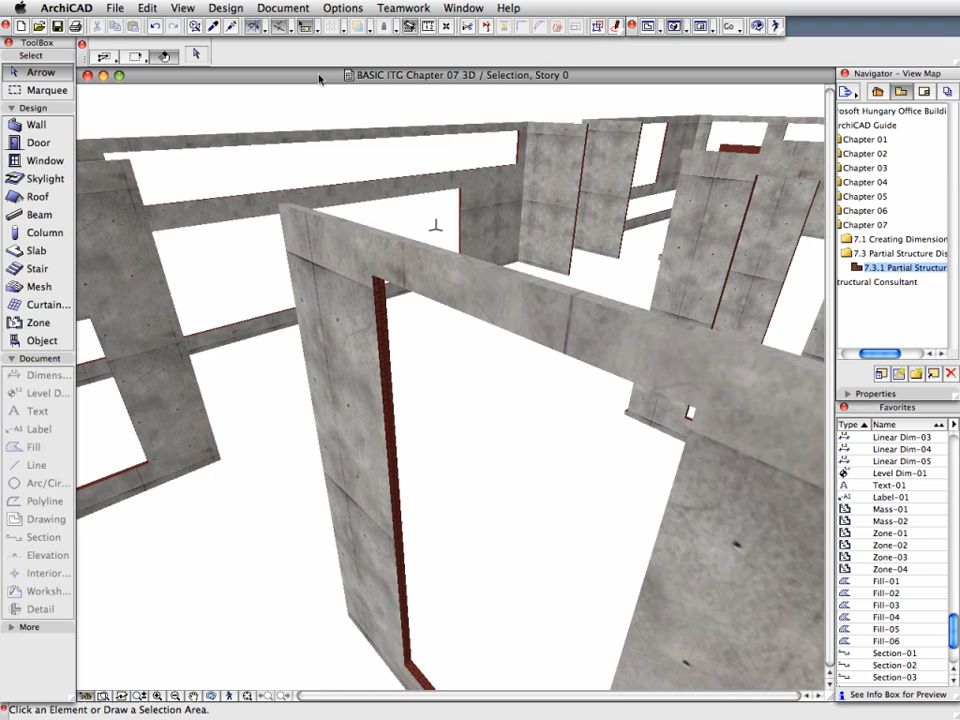 ArchiCAD File Edit View Design Document Options Teamwork Window Help
Go...
ToolBox
Select
Arrow
Marquee
Design
Wall
Door
Window
Skylight
Roof
Beam
Column
Slab
Stair
Mesh
Curtain...
Zone
Object
Document
Dimens...
Level D...
Text
A1 Label
Fill
Line
Arc/Cir...
Polyline
Drawing
Section
Elevation
Interior...
Worksh...
Detail
More
BASIC ITG Chapter 07 3D / Selection, Story 0
Navigator - View Map
osoft Hungary Office Buildi
rchiCAD Guide
Chapter 01
Chapter 02
Chapter 03
Chapter 04
Chapter 05
Chapter 06
Chapter 07
7.1 Creating Dimension
7.3 Partial Structure Dis
7.3.1 Partial Structur
tructural Consultant
Properties
Favorites
Type Name
Linear Dim-03
Linear Dim-04
Linear Dim-05
Level Dim-01
Text-01
A1 Label-01
Mass-01
Mass-02
Zone-01
Zone-02
Zone-03
Zone-04
Fill-01
Fill-02
Fill-03
Fill-04
Fill-05
Fill-06
Section-01
Section-02
Section-03
See Info Box for Preview
Click an Element or Draw a Selection Area.